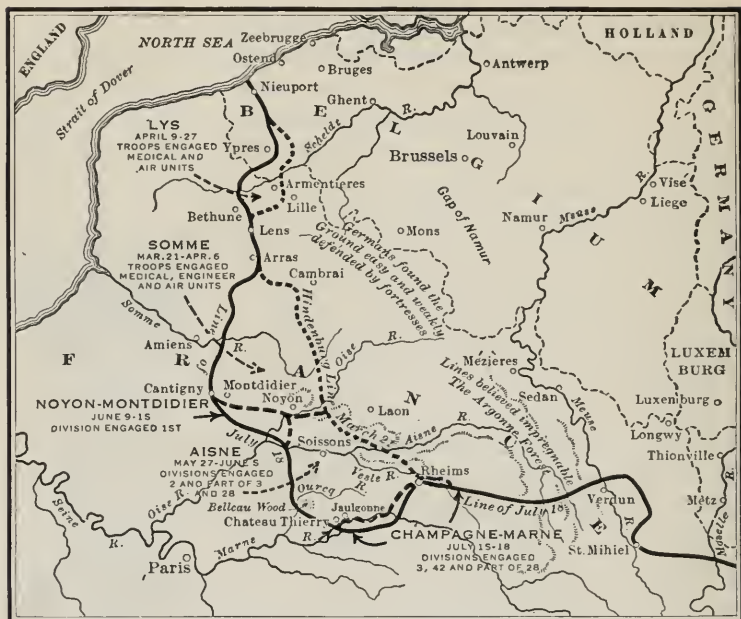 ENGLAND
NORTH SEA
Zeebrugge
Ostend
HOLLAND
Strait of Dover
Bruges
Antwerp
Nieuport
GERMANY
B E L G I U M
Ghent
Scheldt R.
LYS
APRIL 9-27
TROOPS ENGAGED
MEDICAL AND
AIR UNITS
Ypres
Louvain
Brussels
Armentieres
Lille
Bethune
Gap of Namur
Namur
Meuse R.
Vise
Liege
Lens
Mons
SOMME
MAR.21-APR.6
TROOPS ENGAGED
MEDICAL, ENGINEER
AND AIR UNITS
Arras
Cambrai
Germans found the
Ground easy and weakly
defended by fortresses
Hindenburg Line
Somme R.
Line of July 18
Amiens
Oise R.
F R A N C E
Mezieres
Sedan
Meuse R.
LUXEM
BURG
Cantigny
Montdidier
Noyon
Laon
Lines believed impregnable
The Argonne Forest
Luxemburg
Longwy
NOYON-MONTDIDIER
JUNE 9-15
DIVISION ENGAGED 1ST
March 2
Aisne R.
Thionville
Soissons
AISNE
MAY 27-JUNE 5
DIVISIONS ENGAGED
2 AND PART OF 3
AND 28
Vesle R.
Rheims
Ourcq R.
Line of July 18
Verdun
Metz
Moselle R.
Oise R.
Belleau Wood
Jaulgonne
Chateau Thierry
Seine R.
Marne R.
CHAMPAGNE-MARNE
JULY 15-18
DIVISIONS ENGAGED
3, 42 AND PART OF 28
St. Mihiel
Paris